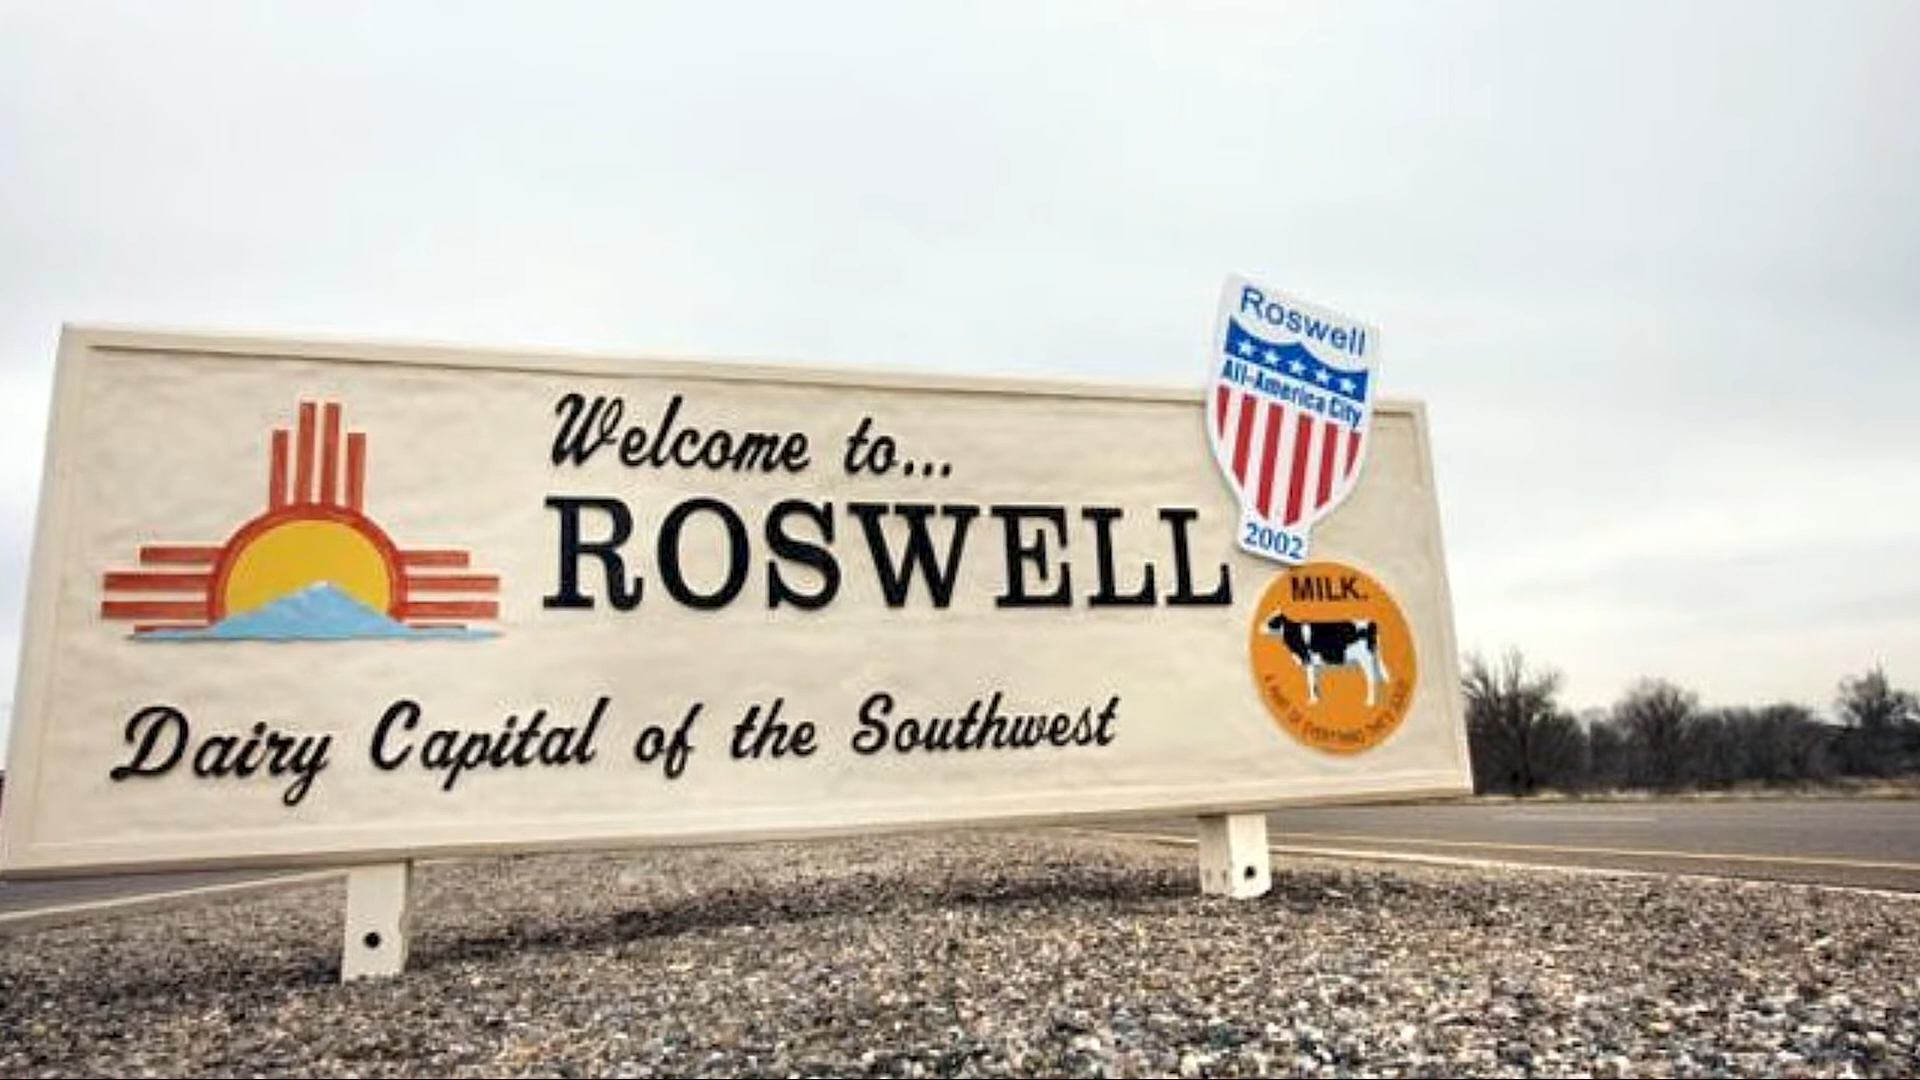 Welcome to...
ROSWELL
Dairy Capital of the Southwest
Roswell
All-America City
2002
MILK.